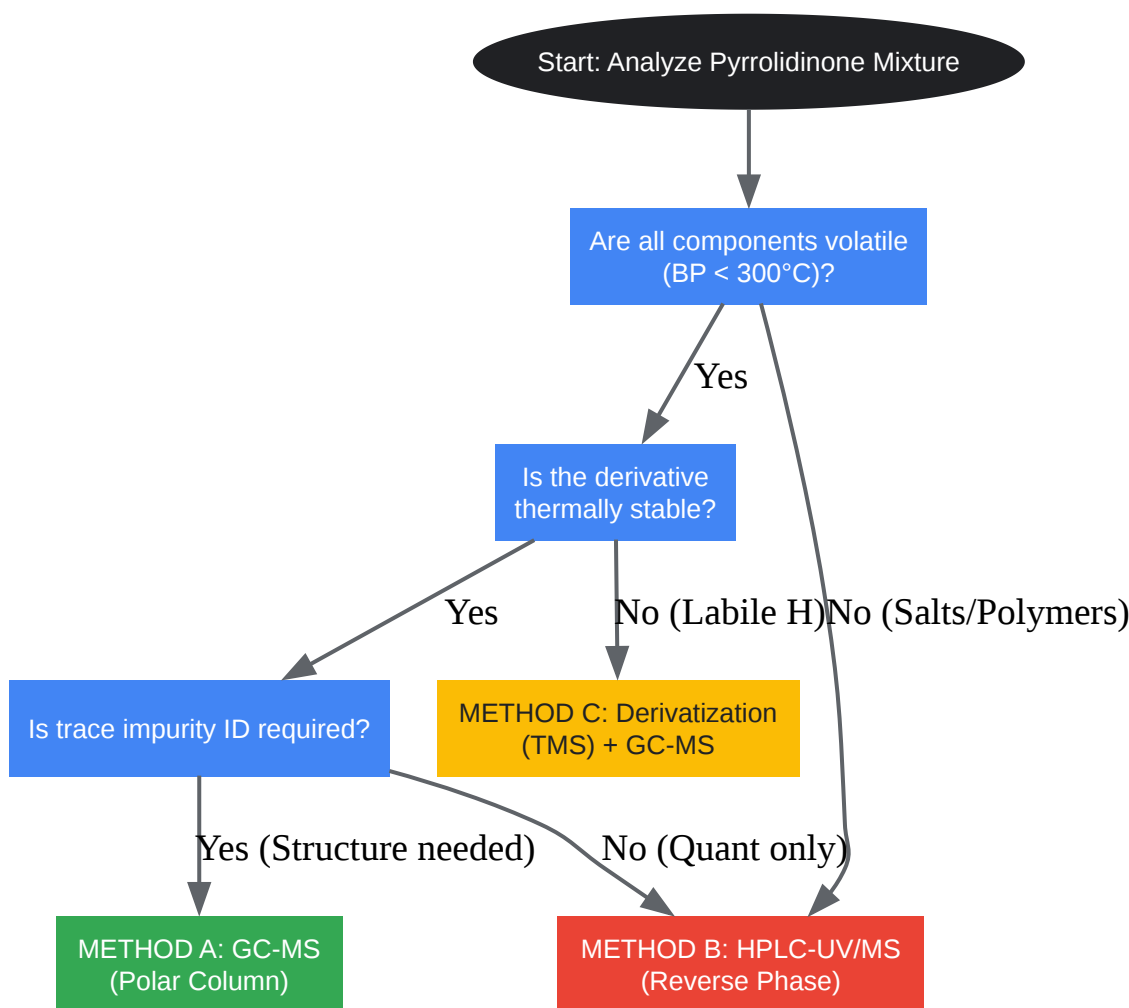 Start: Analyze Pyrrolidinone Mixture
Are all components volatile
(BP < 300°C)?
Yes
Is the derivative
thermally stable?
Yes
No (Labile H)
No (Salts/Polymers)
Is trace impurity ID required?
METHOD C: Derivatization
(TMS) + GC-MS
Yes (Structure needed)
No (Quant only)
METHOD A: GC-MS
(Polar Column)
METHOD B: HPLC-UV/MS
(Reverse Phase)